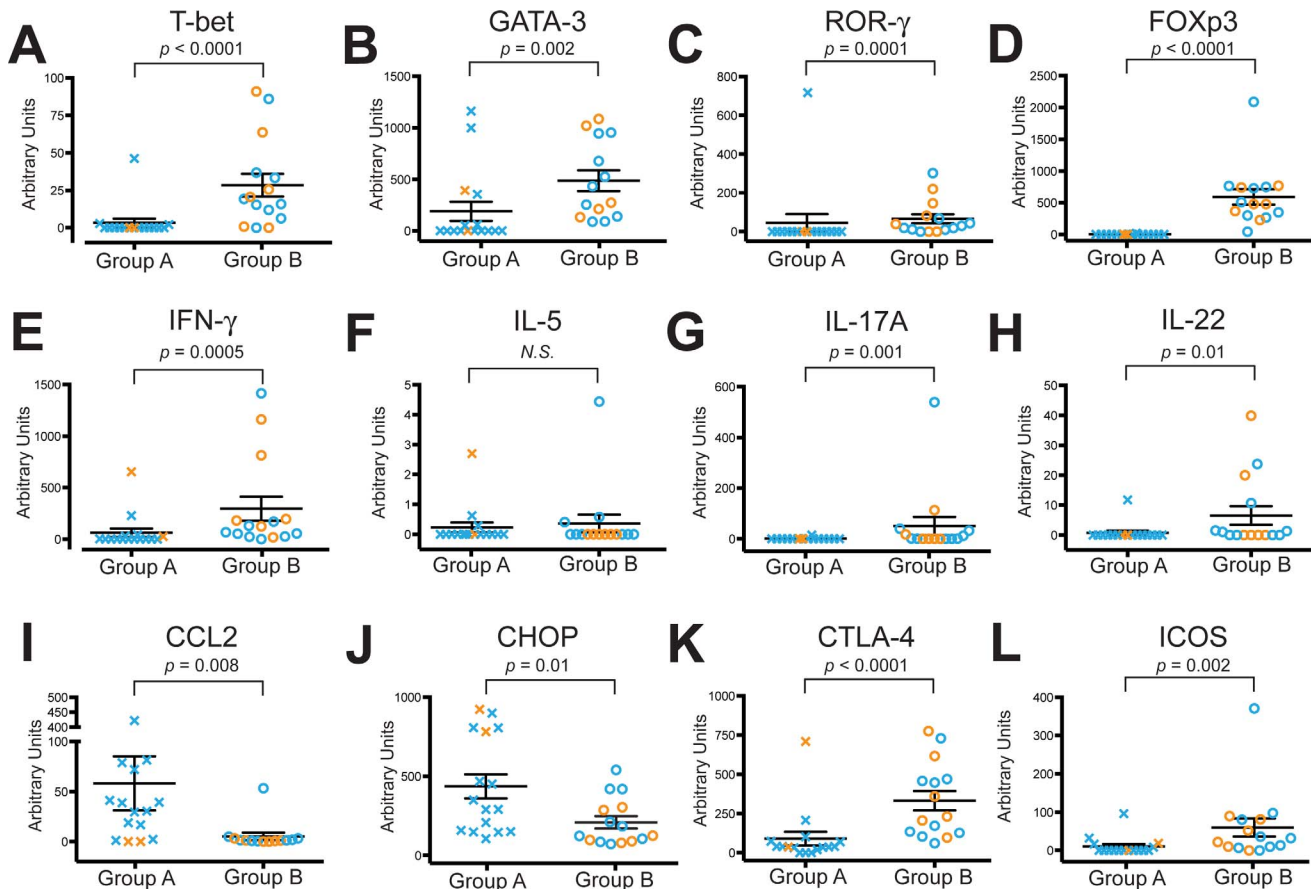 A
T-bet
p < 0.0001
Arbitrary Units
100
75
50
25
0
Group A
Group B
B
GATA-3
p = 0.002
Arbitrary Units
1500
1000
500
0
Group A
Group B
C
ROR-γ
p = 0.0001
Arbitrary Units
800
600
400
200
0
Group A
Group B
D
FOXp3
p < 0.0001
Arbitrary Units
2500
2000
1500
1000
500
0
Group A
Group B
E
IFN-γ
p = 0.0005
Arbitrary Units
1500
1000
500
0
Group A
Group B
F
IL-5
N.S.
Arbitrary Units
5
4
3
2
1
0
Group A
Group B
G
IL-17A
p = 0.001
Arbitrary Units
600
400
200
0
Group A
Group B
H
IL-22
p = 0.01
Arbitrary Units
50
40
30
20
10
0
Group A
Group B
I
CCL2
p = 0.008
Arbitrary Units
500
450
400
100
50
0
Group A
Group B
J
CHOP
p = 0.01
Arbitrary Units
1000
500
0
Group A
Group B
K
CTLA-4
p < 0.0001
Arbitrary Units
1000
750
500
250
0
Group A
Group B
L
ICOS
p = 0.002
Arbitrary Units
400
300
200
100
0
Group A
Group B